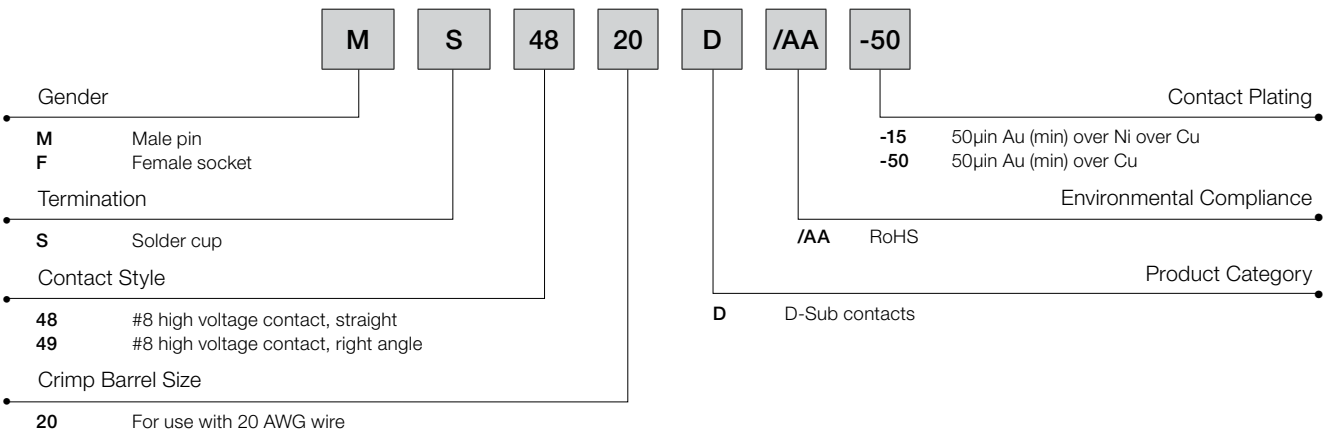 M S 48 20 D /AA -50
Gender
M Male pin
F Female socket
Termination
S Solder cup
Contact Style
48 #8 high voltage contact, straight
49 #8 high voltage contact, right angle
Crimp Barrel Size
20 For use with 20 AWG wire
Contact Plating
-15 50µin Au (min) over Ni over Cu
-50 50µin Au (min) over Cu
Environmental Compliance
/AA RoHS
Product Category
D D-Sub contacts